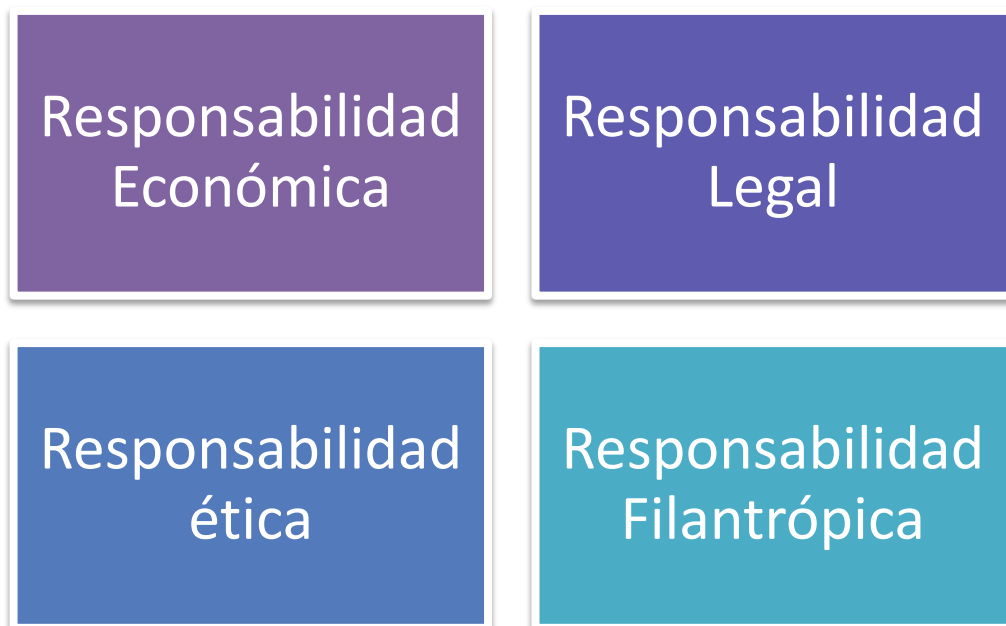 Responsabilidad
Económica
Responsabilidad
Legal
Responsabilidad
ética
Responsabilidad
Filantrópica